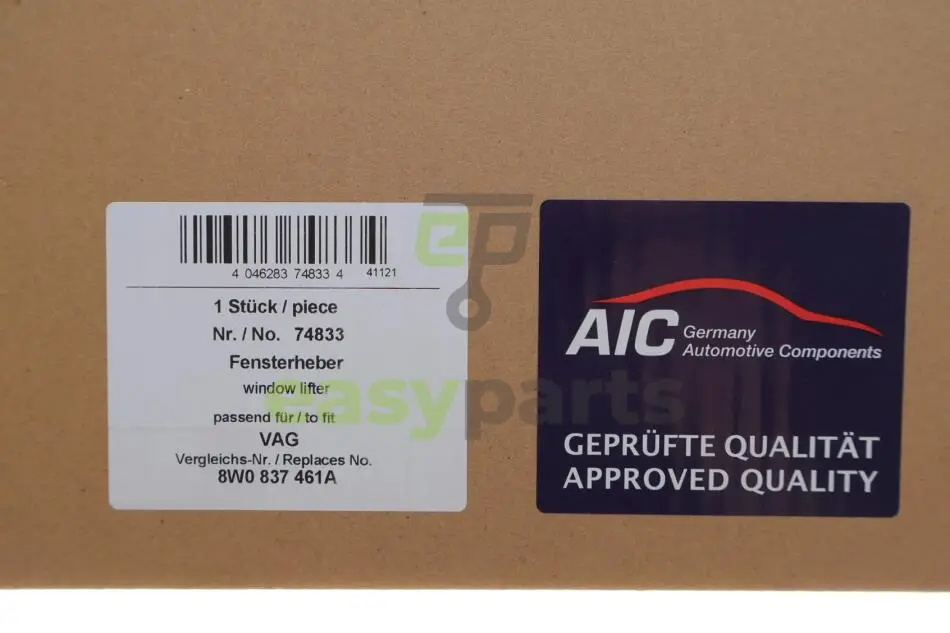 4 046283 74833 4 41121
1 Stück / piece
Nr. / No. 74833
Fensterheber
window lifter
passend für / to fit
VAG
Vergleichs-Nr. / Replaces No.
8W0 837 461A
ep
easyparts
AIC Germany
Automotive Components
GEPRÜFTE QUALITÄT
APPROVED QUALITY